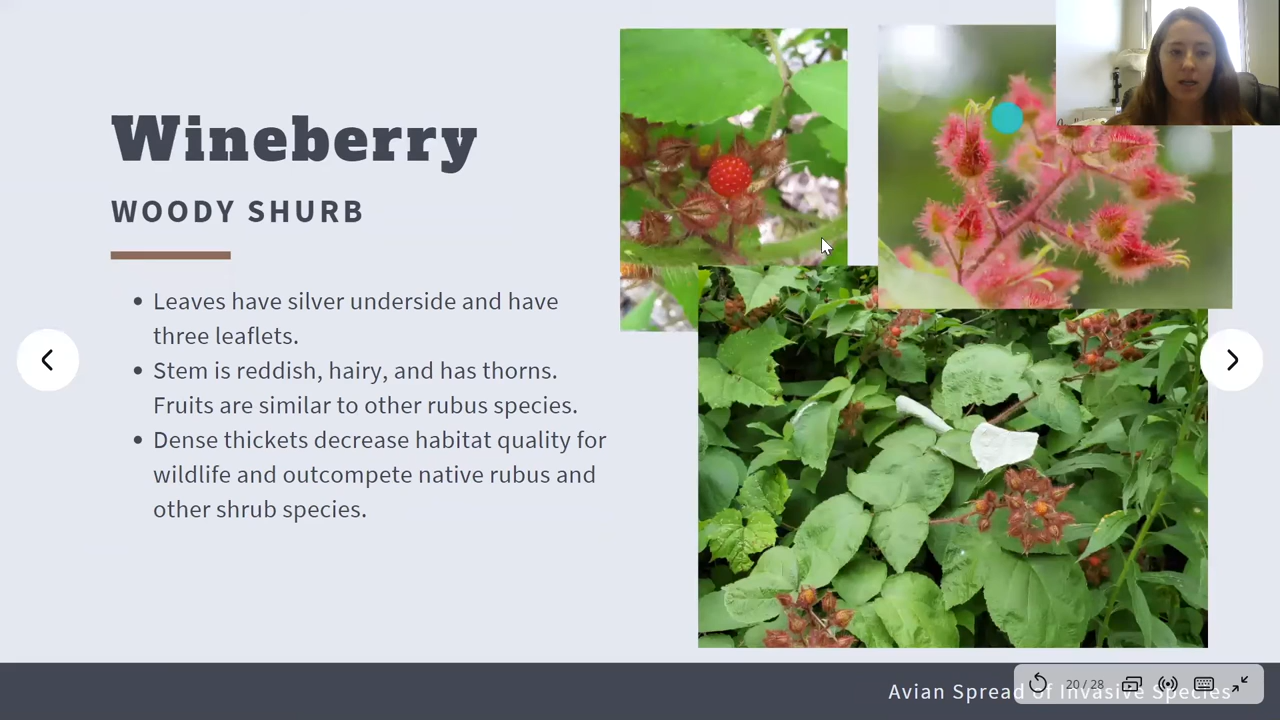 Wineberry
WOODY SHURB
• Leaves have silver underside and have
three leaflets.
• Stem is reddish, hairy, and has thorns.
Fruits are similar to other rubus species.
• Dense thickets decrease habitat quality for
wildlife and outcompete native rubus and
other shrub species.
20 / 28
Avian Spread of Invasive Species